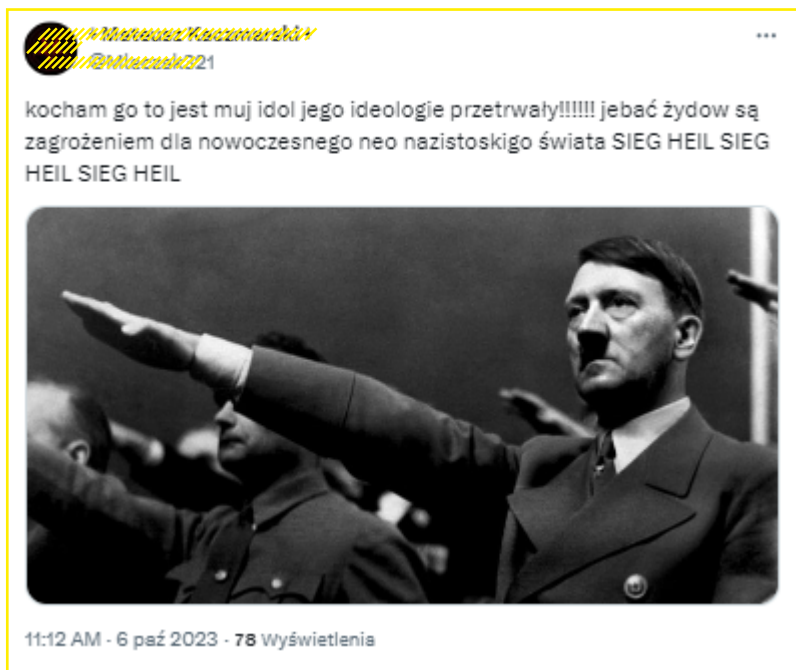 kocham go to jest muj idol jego ideologie przetrwały!!!!!! jebać żydow są
zagrożeniem dla nowoczesnego neo nazistoskigo świata SIEG HEIL SIEG
HEIL SIEG HEIL
11:12 AM · 6 paź 2023 · 78 Wyświetlenia